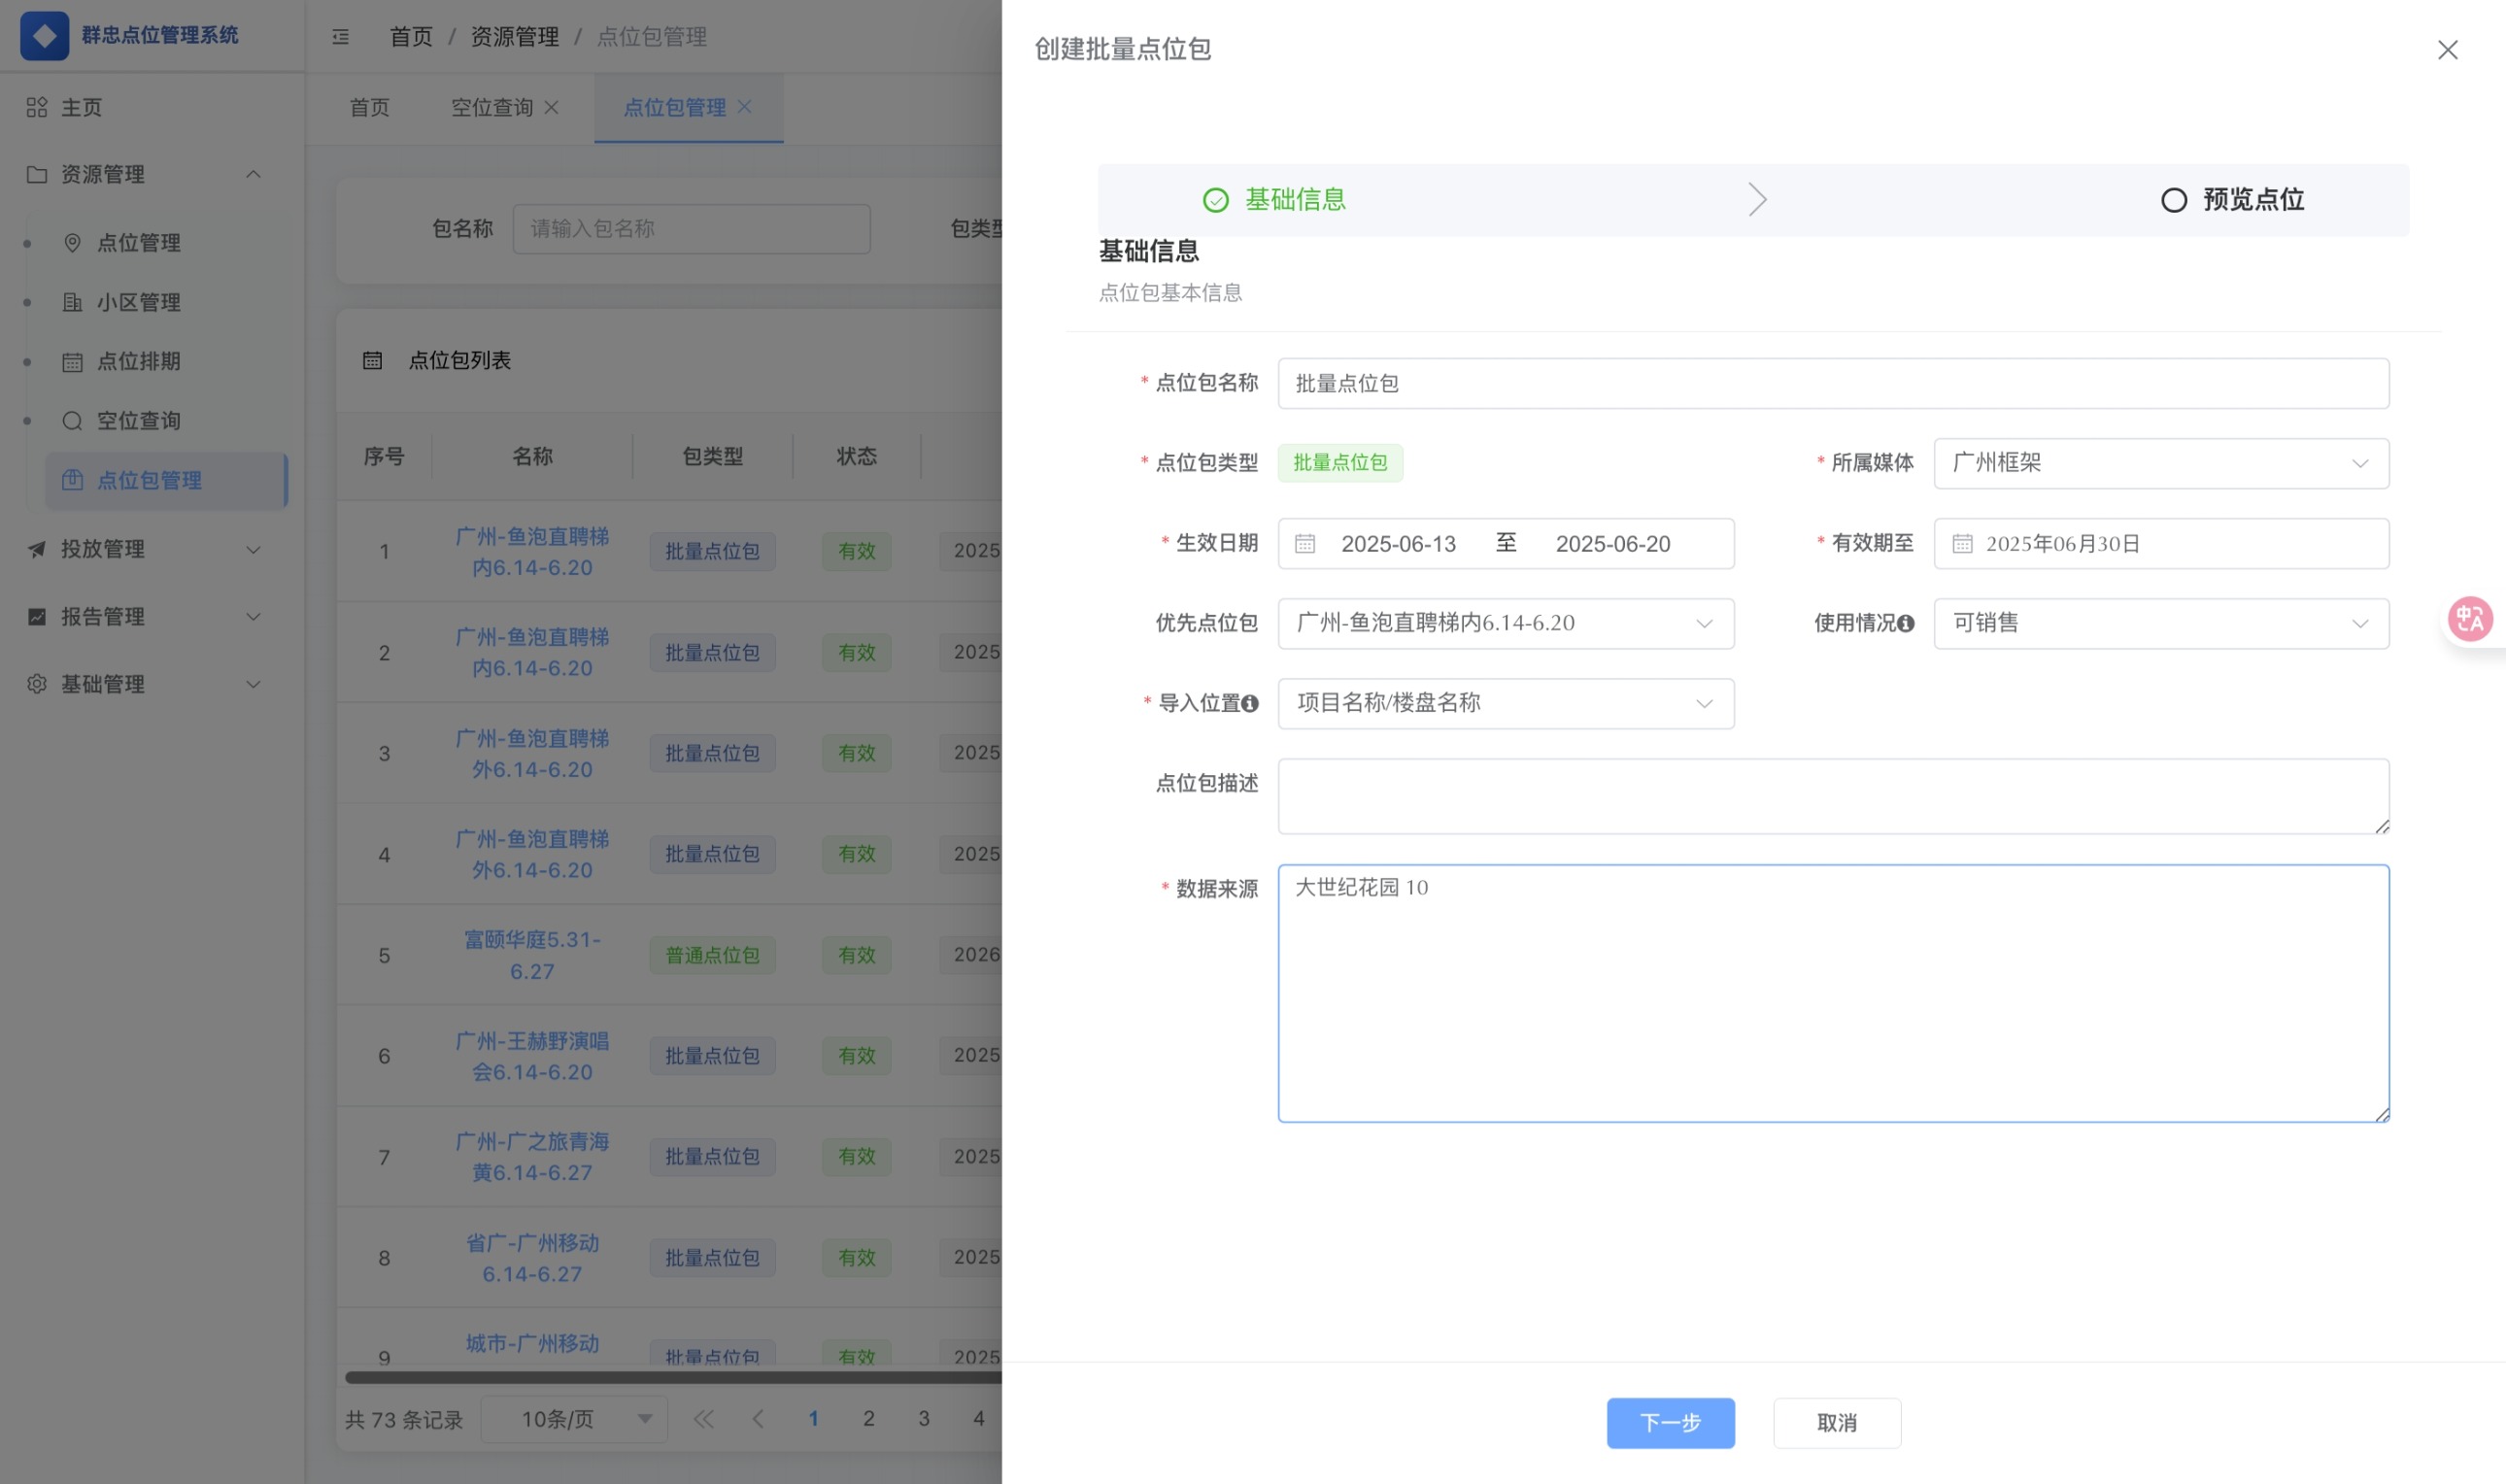 群忠点位管理系统
主页
资源管理
点位管理
小区管理
点位排期
空位查询
点位包管理
投放管理
报告管理
基础管理
首页 / 资源管理 / 点位包管理
首页 空位查询 点位包管理
包名称 请输入包名称 包类型
点位包列表
序号 名称 包类型 状态
1 广州-鱼泡直聘梯内6.14-6.20 批量点位包 有效 2025
2 广州-鱼泡直聘梯内6.14-6.20 批量点位包 有效 2025
3 广州-鱼泡直聘梯外6.14-6.20 批量点位包 有效 2025
4 广州-鱼泡直聘梯外6.14-6.20 批量点位包 有效 2025
5 富颐华庭5.31-6.27 普通点位包 有效 2026
6 广州-王赫野演唱会6.14-6.20 批量点位包 有效 2025
7 广州-广之旅青海黄6.14-6.27 批量点位包 有效 2025
8 省广-广州移动6.14-6.27 批量点位包 有效 2025
9 城市-广州移动 批量点位包 有效 2025
共 73 条记录 10条/页 1 2 3 4
创建批量点位包
基础信息 预览点位
基础信息
点位包基本信息
* 点位包名称 批量点位包
* 点位包类型 批量点位包 * 所属媒体 广州框架
* 生效日期 2025-06-13 至 2025-06-20 * 有效期至 2025年06月30日
优先点位包 广州-鱼泡直聘梯内6.14-6.20 使用情况 可销售
* 导入位置 项目名称/楼盘名称
点位包描述
* 数据来源 大世纪花园 10
下一步 取消
中A